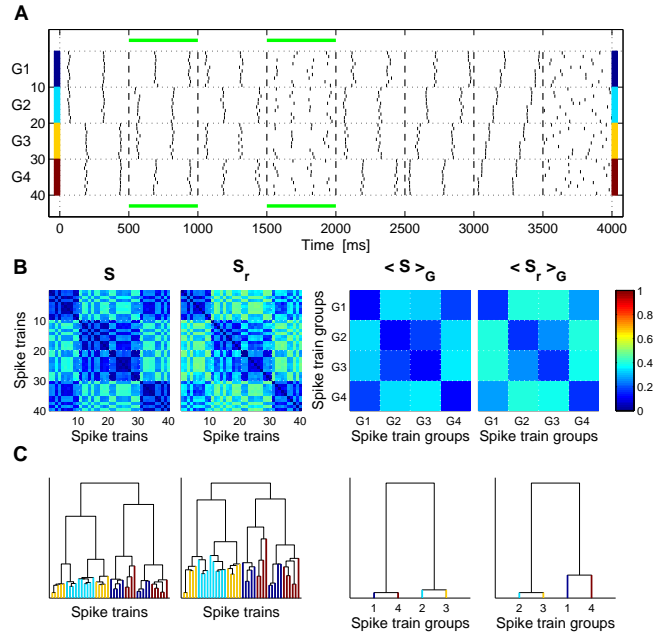 A
G1
10
G2
20
G3
30
G4
40
0 500 1000 1500 2000 2500 3000 3500 4000
Time [ms]
B
S
S_r
< S >_G
< S_r >_G
Spike trains
10
20
30
40
10 20 30 40
Spike trains
10 20 30 40
Spike trains
Spike train groups
G1
G2
G3
G4
G1 G2 G3 G4
Spike train groups
G1 G2 G3 G4
Spike train groups
1
0.8
0.6
0.4
0.2
0
C
Spike trains
Spike trains
1 4 2 3
Spike train groups
2 3 1 4
Spike train groups